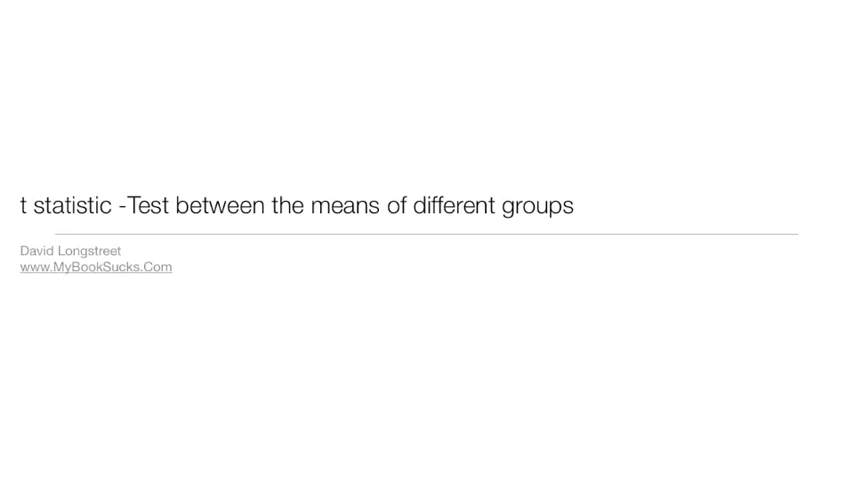 t statistic -Test between the means of different groups
David Longstreet
www.MyBookSucks.Com